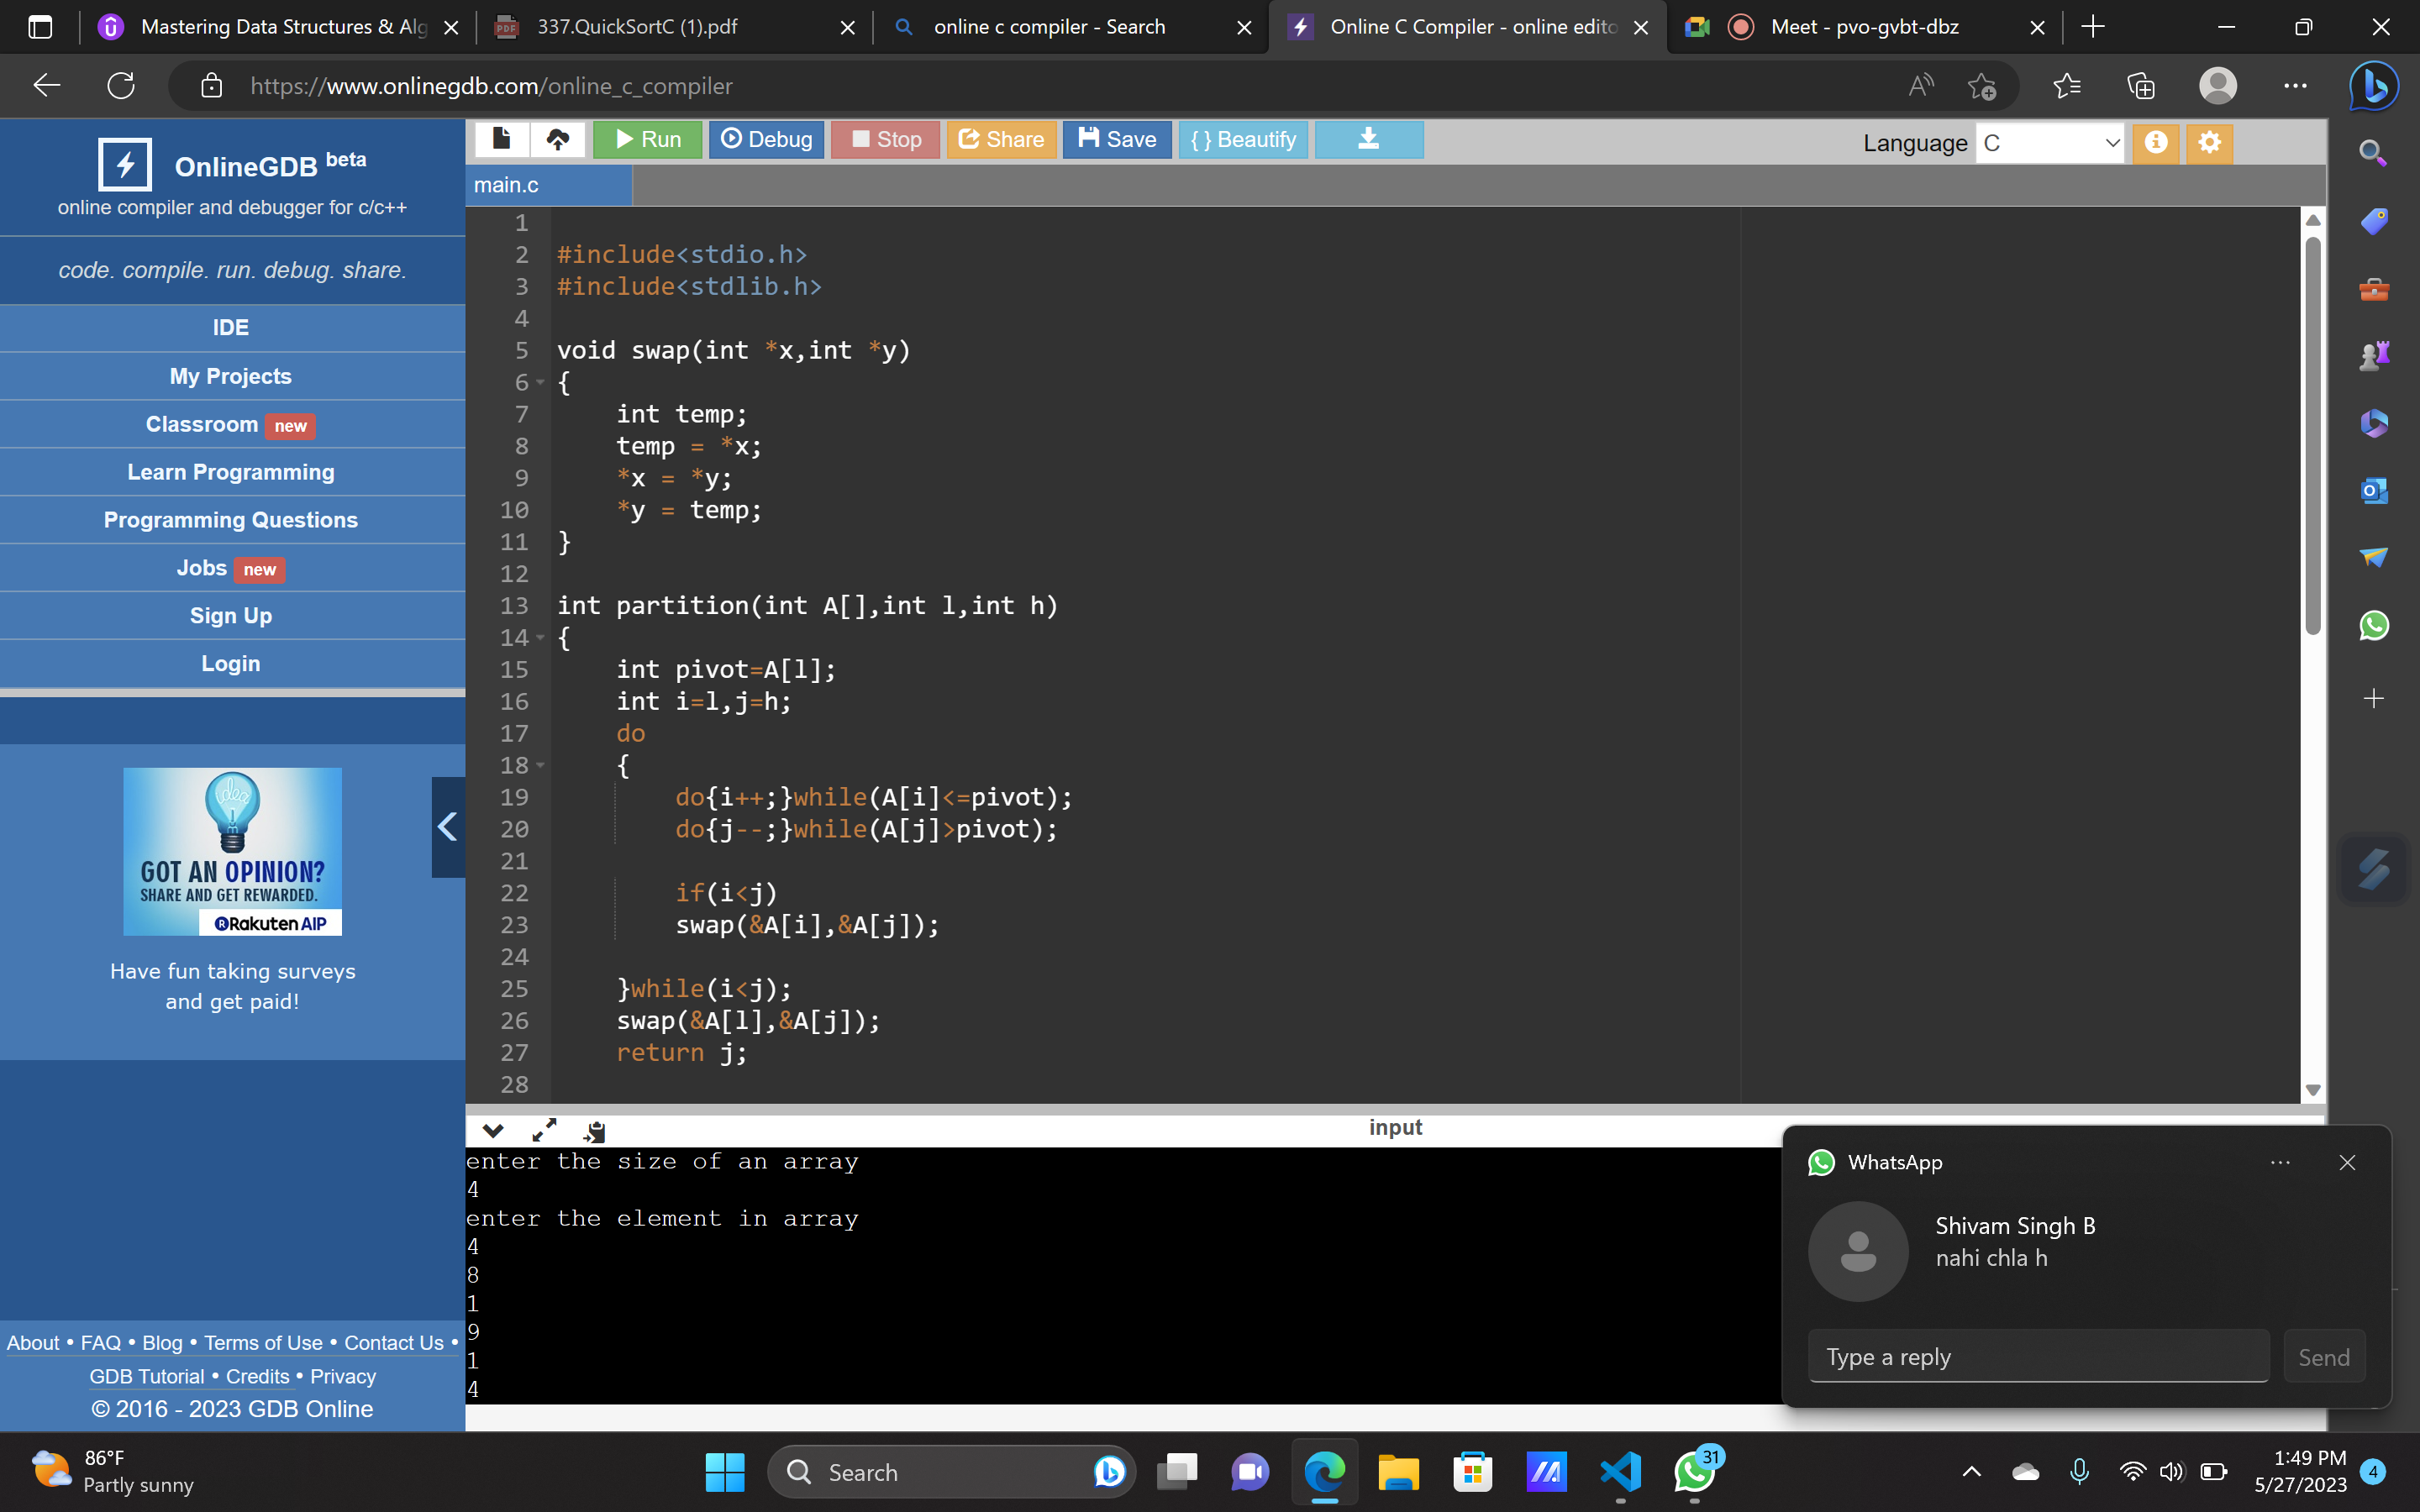 Mastering Data Structures & Alg
337.QuickSortC (1).pdf
online c compiler - Search
Online C Compiler - online edito
Meet - pvo-gvbt-dbz
https://www.onlinegdb.com/online_c_compiler
OnlineGDB beta
online compiler and debugger for c/c++
code. compile. run. debug. share.
IDE
My Projects
Classroom new
Learn Programming
Programming Questions
Jobs new
Sign Up
Login
idea
GOT AN OPINION?
SHARE AND GET REWARDED.
Rakuten AIP
Have fun taking surveys
and get paid!
About • FAQ • Blog • Terms of Use • Contact Us •
GDB Tutorial • Credits • Privacy
© 2016 - 2023 GDB Online
Run Debug Stop Share Save { } Beautify
Language C
main.c
1
2 #include<stdio.h>
3 #include<stdlib.h>
4
5 void swap(int *x,int *y)
6 {
7 int temp;
8 temp = *x;
9 *x = *y;
10 *y = temp;
11 }
12
13 int partition(int A[],int l,int h)
14 {
15 int pivot=A[l];
16 int i=l,j=h;
17 do
18 {
19 do{i++;}while(A[i]<=pivot);
20 do{j--;}while(A[j]>pivot);
21
22 if(i<j)
23 swap(&A[i],&A[j]);
24
25 }while(i<j);
26 swap(&A[l],&A[j]);
27 return j;
28
input
enter the size of an array
4
enter the element in array
4
8
1
9
1
4
WhatsApp
Shivam Singh B
nahi chla h
Type a reply
Send
86°F
Partly sunny
Search
31
1:49 PM
5/27/2023
4